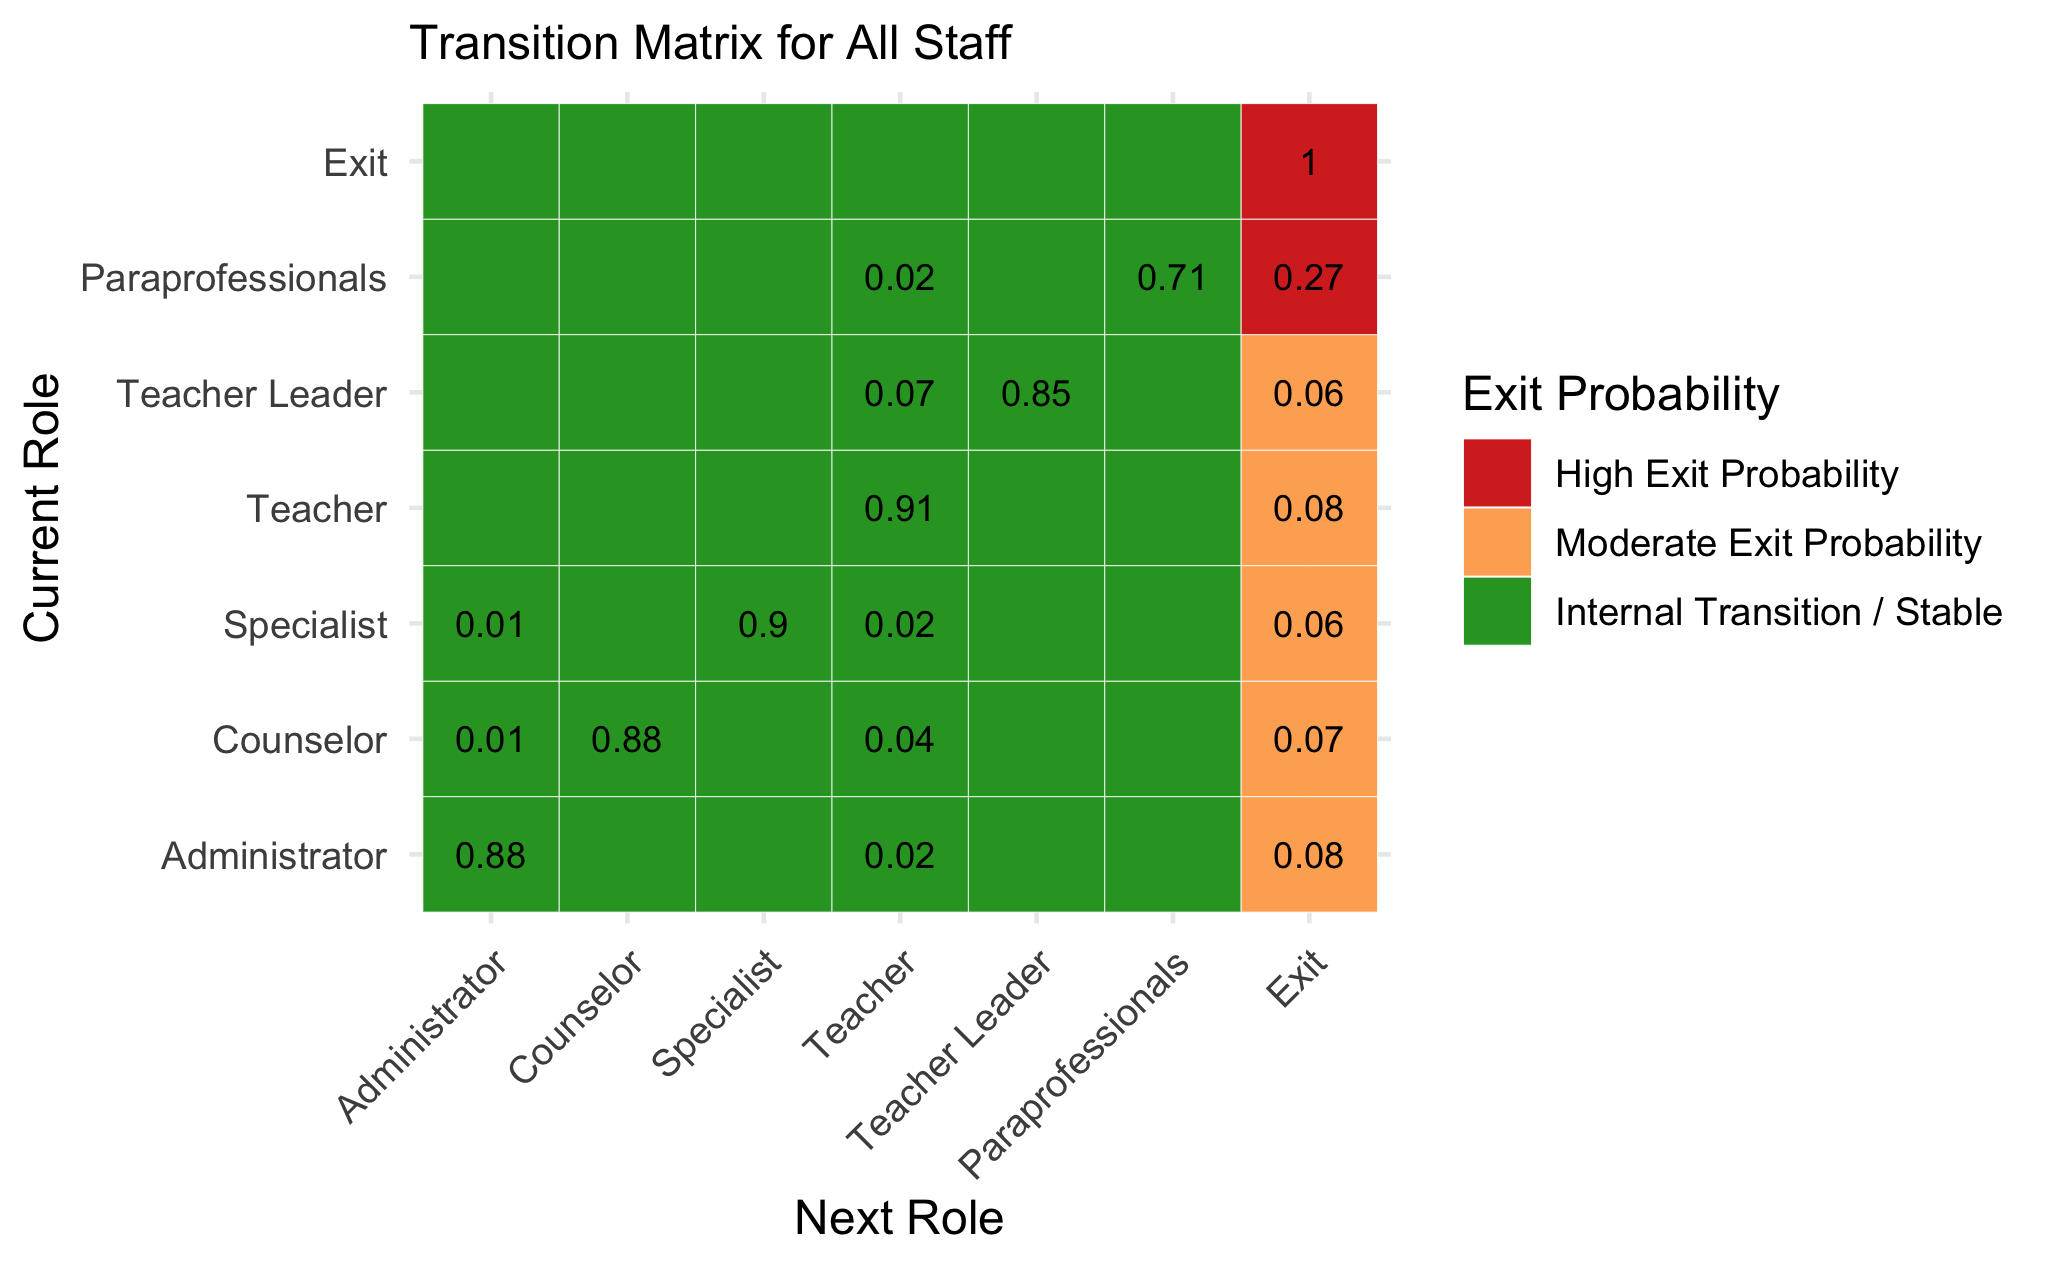 Transition Matrix for All Staff
Exit 1
Paraprofessionals 0.02 0.71 0.27
Teacher Leader 0.07 0.85 0.06
Teacher 0.91 0.08
Specialist 0.01 0.9 0.02 0.06
Counselor 0.01 0.88 0.04 0.07
Administrator 0.88 0.02 0.08
Current Role
Administrator
Counselor
Specialist
Teacher
Teacher Leader
Paraprofessionals
Exit
Next Role
Exit Probability
High Exit Probability
Moderate Exit Probability
Internal Transition / Stable